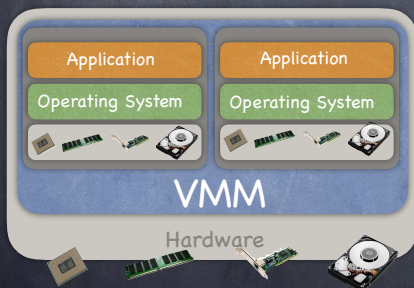 Application
Application
Operating System
Operating System
VMM
Hardware